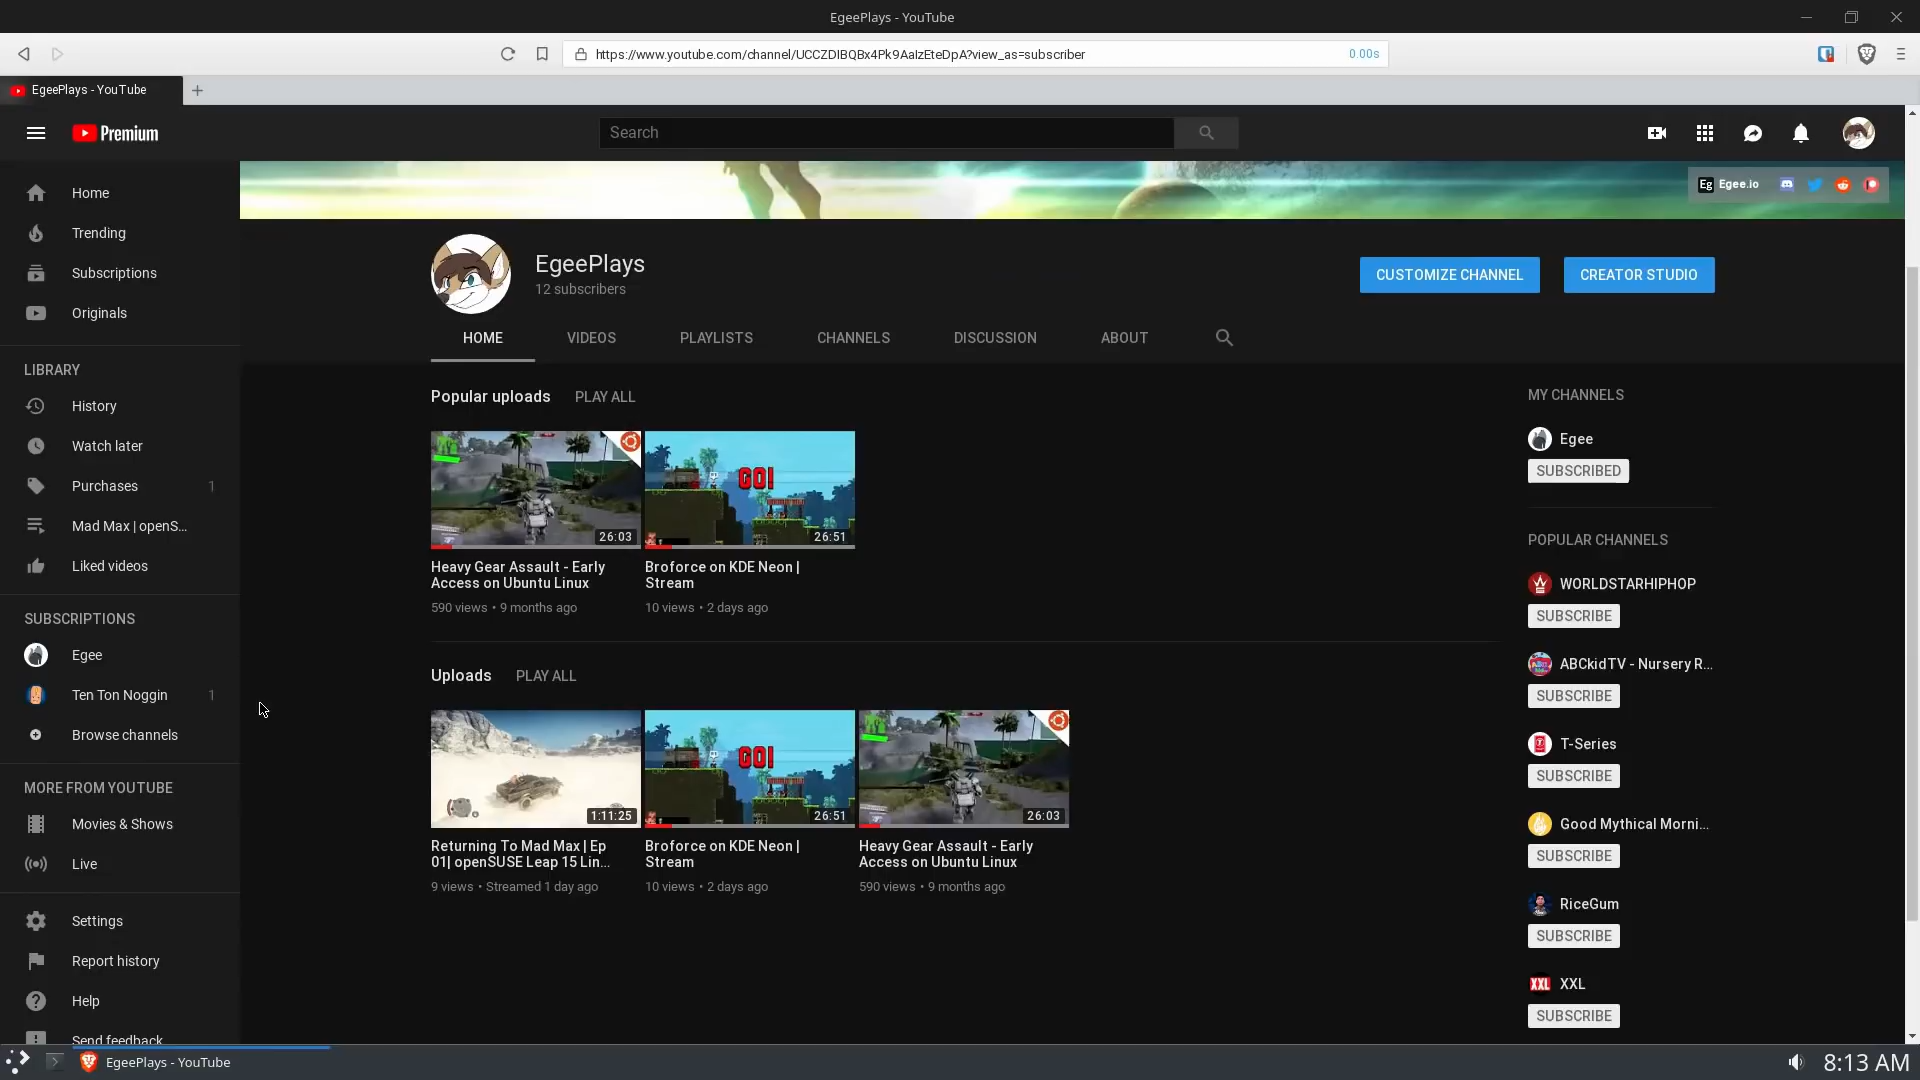 EgeePlays - YouTube
https://www.youtube.com/channel/UCCZDIBQBx4Pk9AaIzEteDpA?view_as=subscriber
0.00s
EgeePlays - YouTube
Premium
Search
Eg Egee.io
Home
Trending
Subscriptions
Originals
LIBRARY
History
Watch later
Purchases 1
Mad Max | openS...
Liked videos
SUBSCRIPTIONS
Egee
Ten Ton Noggin 1
Browse channels
MORE FROM YOUTUBE
Movies & Shows
Live
Settings
Report history
Help
Send feedback
EgeePlays
12 subscribers
CUSTOMIZE CHANNEL
CREATOR STUDIO
HOME
VIDEOS
PLAYLISTS
CHANNELS
DISCUSSION
ABOUT
Popular uploads PLAY ALL
26:03
Heavy Gear Assault - Early
Access on Ubuntu Linux
590 views • 9 months ago
GO!
26:51
Broforce on KDE Neon |
Stream
10 views • 2 days ago
Uploads PLAY ALL
1:11:25
Returning To Mad Max | Ep
01| openSUSE Leap 15 Lin...
9 views • Streamed 1 day ago
GO!
26:51
Broforce on KDE Neon |
Stream
10 views • 2 days ago
26:03
Heavy Gear Assault - Early
Access on Ubuntu Linux
590 views • 9 months ago
MY CHANNELS
Egee
SUBSCRIBED
POPULAR CHANNELS
WORLDSTARHIPHOP
SUBSCRIBE
ABCkidTV - Nursery R...
SUBSCRIBE
T-Series
SUBSCRIBE
Good Mythical Morni...
SUBSCRIBE
RiceGum
SUBSCRIBE
XXL XXL
SUBSCRIBE
EgeePlays - YouTube
8:13 AM